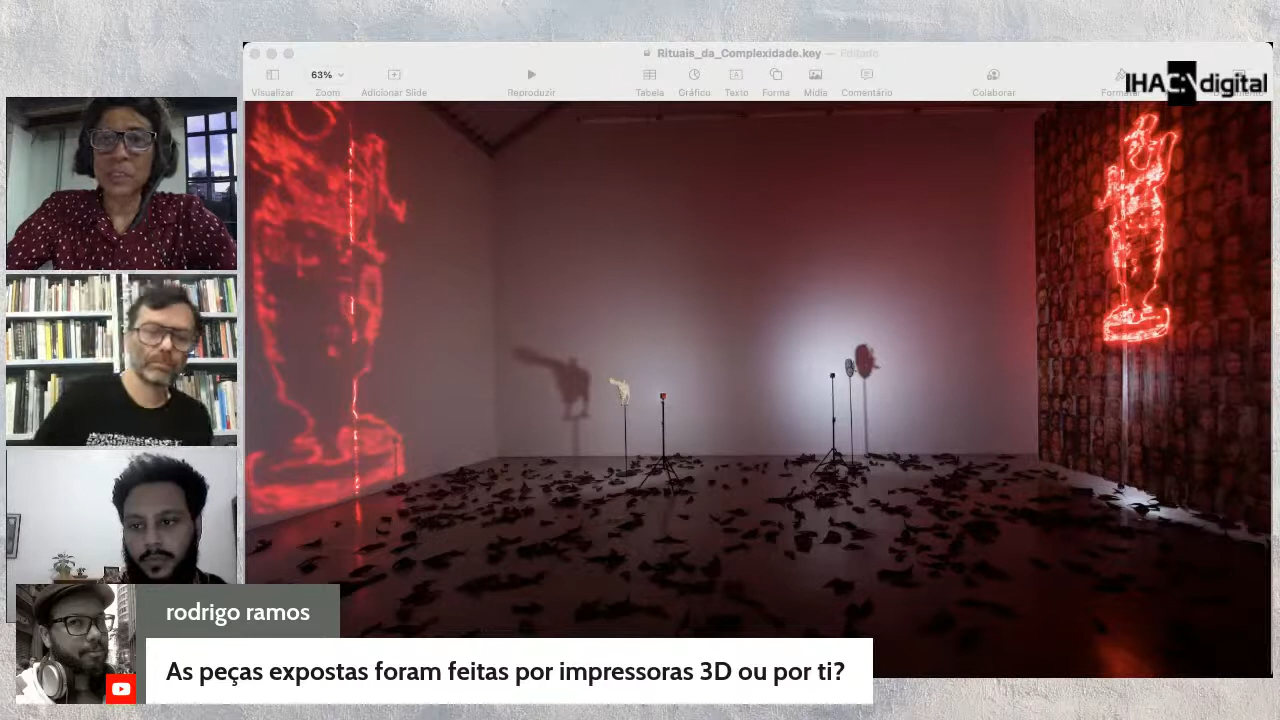 Rituais_da_Complexidade.key — Editado
63%
Visualizar
Zoom
Adicionar Slide
Reproduzir
Tabela
Gráfico
Texto
Forma
Mídia
Comentário
Colaborar
IHAC digital
rodrigo ramos
As peças expostas foram feitas por impressoras 3D ou por ti?